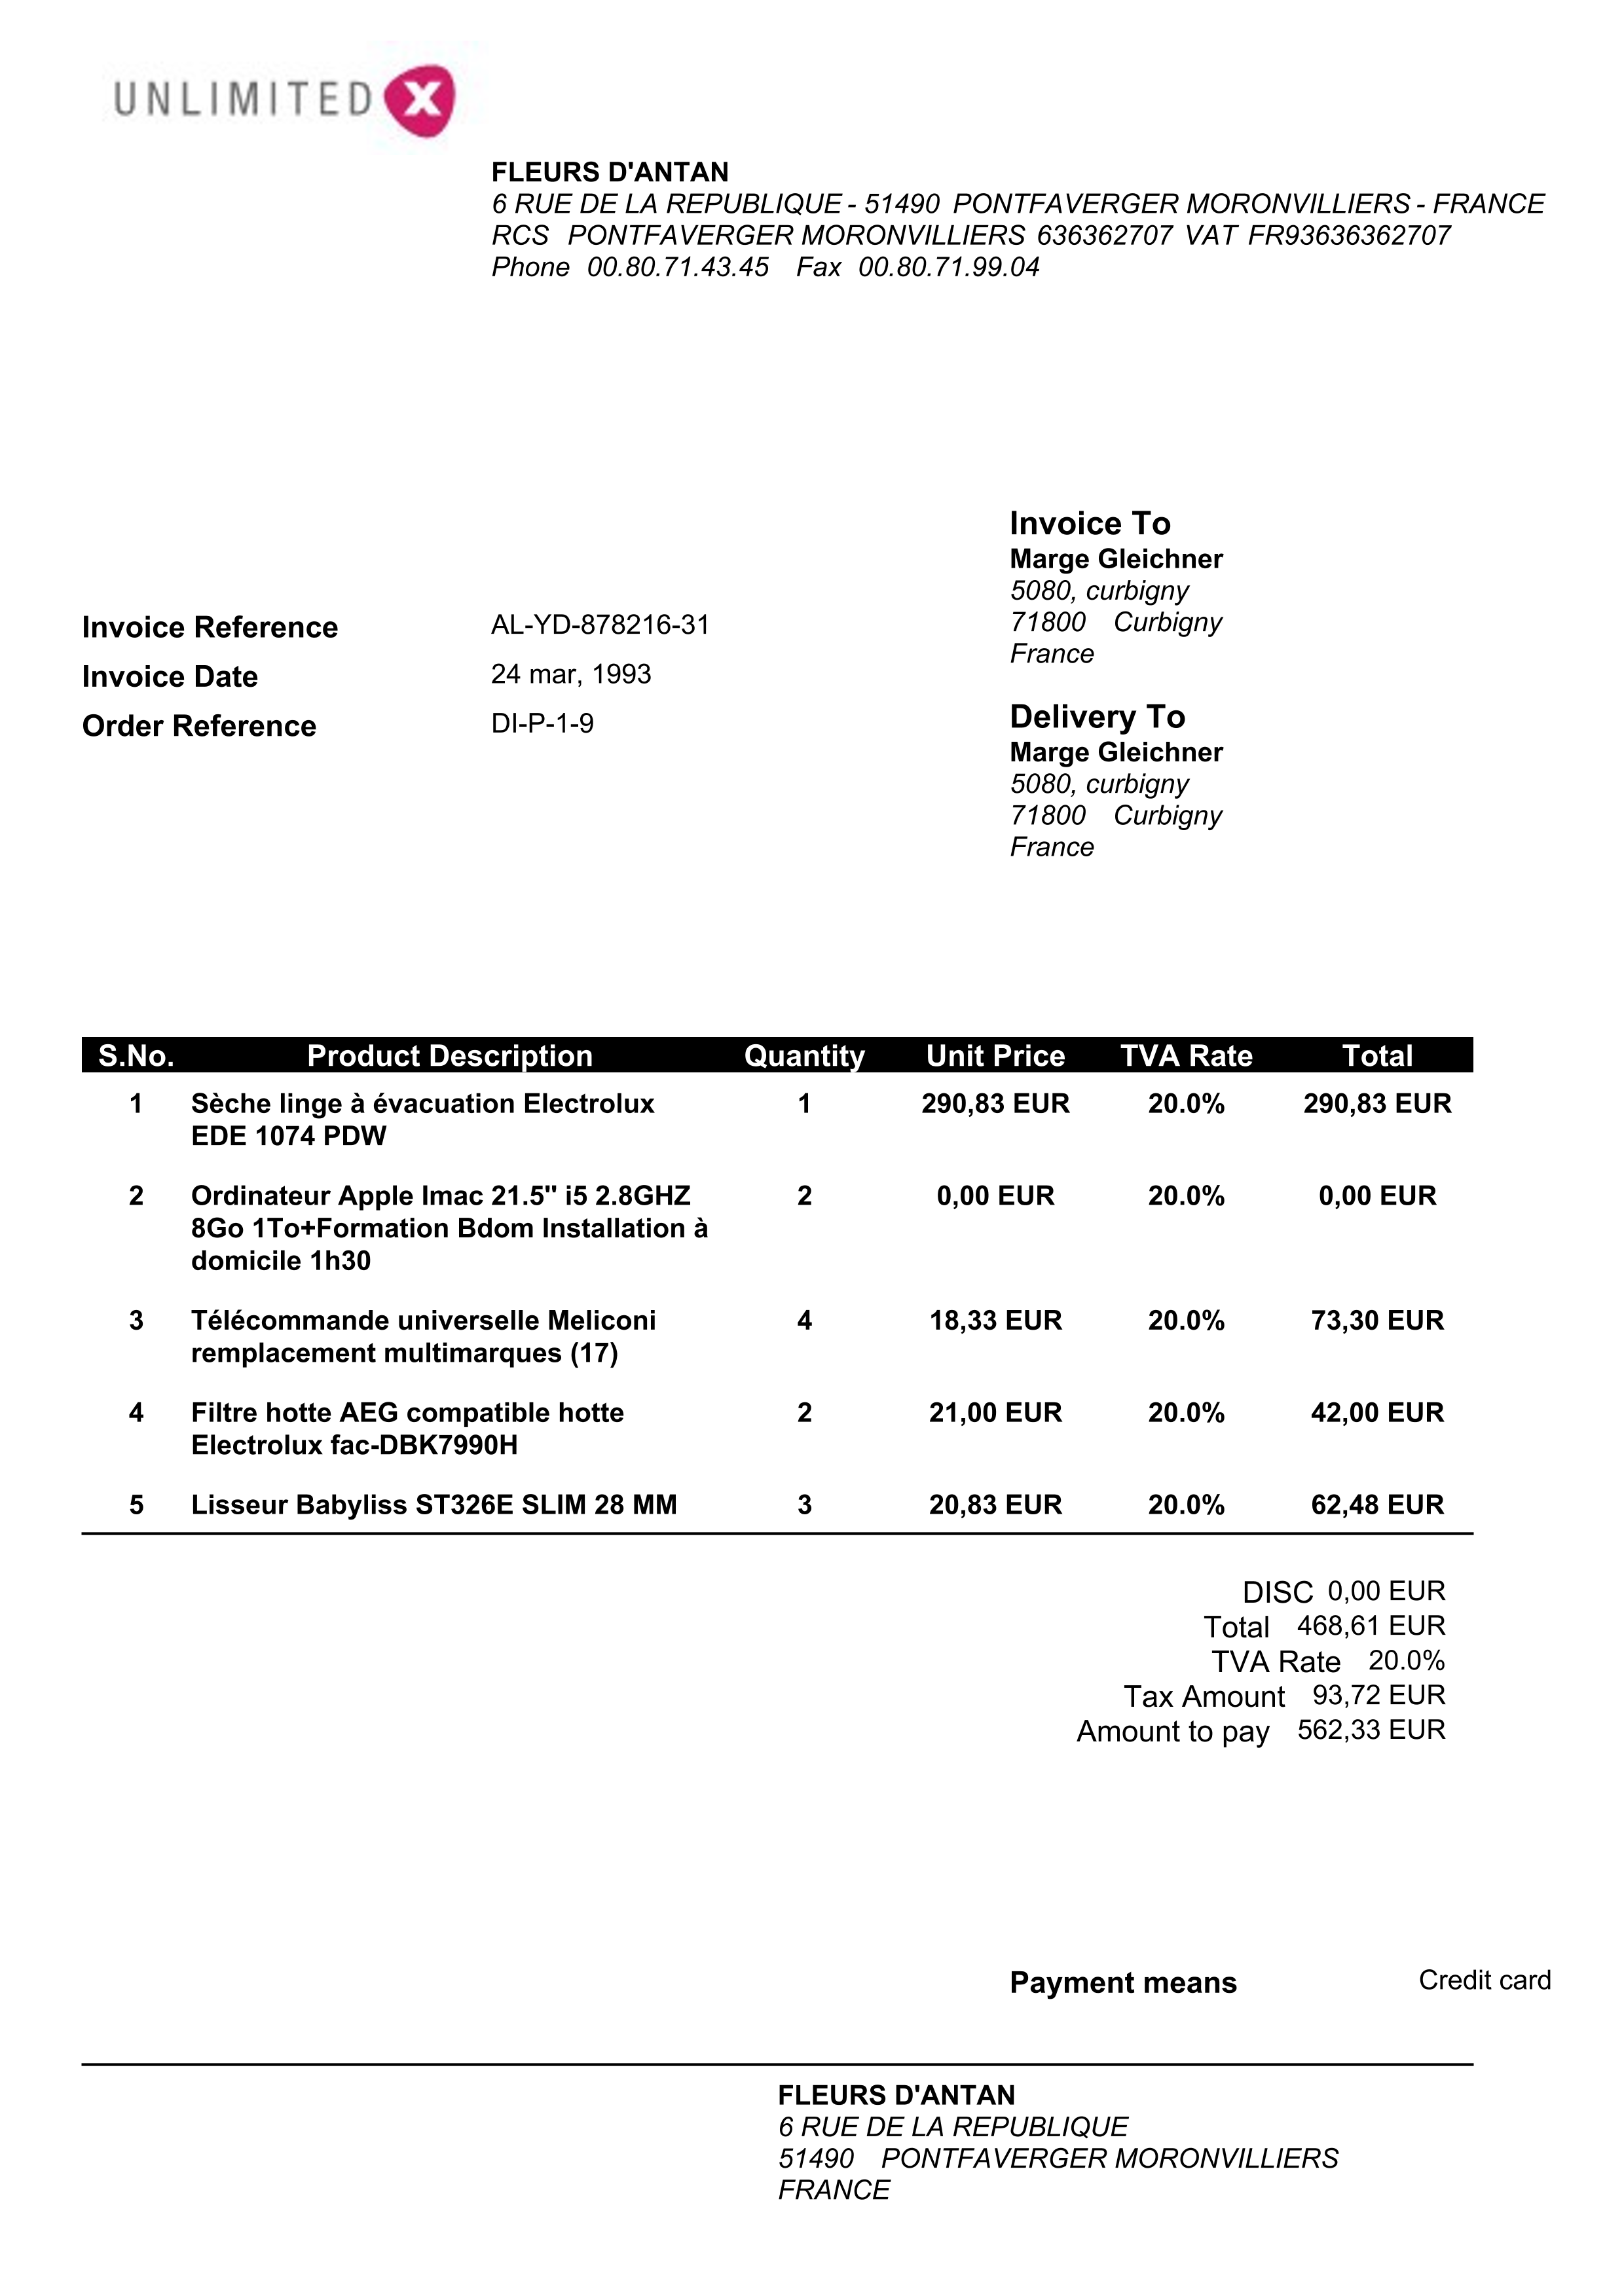 UNLIMITED X
FLEURS D'ANTAN
6 RUE DE LA REPUBLIQUE - 51490 PONTFAVERGER MORONVILLIERS - FRANCE
RCS PONTFAVERGER MORONVILLIERS 636362707 VAT FR93636362707
Phone 00.80.71.43.45 Fax 00.80.71.99.04
Invoice To
Marge Gleichner
5080, curbigny
71800 Curbigny
France
Invoice Reference AL-YD-878216-31
Invoice Date 24 mar, 1993
Order Reference DI-P-1-9
Delivery To
Marge Gleichner
5080, curbigny
71800 Curbigny
France
S.No. Product Description Quantity Unit Price TVA Rate Total
1 Sèche linge à évacuation Electrolux 1 290,83 EUR 20.0% 290,83 EUR
EDE 1074 PDW
2 Ordinateur Apple Imac 21.5" i5 2.8GHZ 2 0,00 EUR 20.0% 0,00 EUR
8Go 1To+Formation Bdom Installation à
domicile 1h30
3 Télécommande universelle Meliconi 4 18,33 EUR 20.0% 73,30 EUR
remplacement multimarques (17)
4 Filtre hotte AEG compatible hotte 2 21,00 EUR 20.0% 42,00 EUR
Electrolux fac-DBK7990H
5 Lisseur Babyliss ST326E SLIM 28 MM 3 20,83 EUR 20.0% 62,48 EUR
DISC 0,00 EUR
Total 468,61 EUR
TVA Rate 20.0%
Tax Amount 93,72 EUR
Amount to pay 562,33 EUR
Payment means Credit card
FLEURS D'ANTAN
6 RUE DE LA REPUBLIQUE
51490 PONTFAVERGER MORONVILLIERS
FRANCE